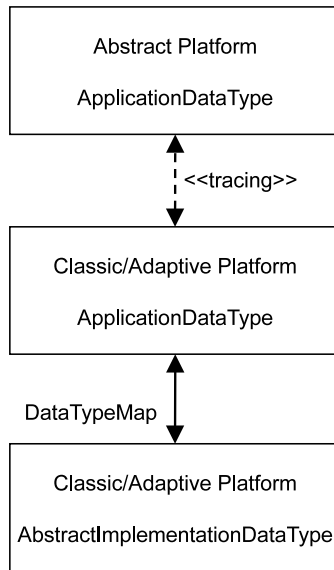 Abstract Platform
ApplicationDataType
<<tracing>>
Classic/Adaptive Platform
ApplicationDataType
DataTypeMap
Classic/Adaptive Platform
AbstractImplementationDataType